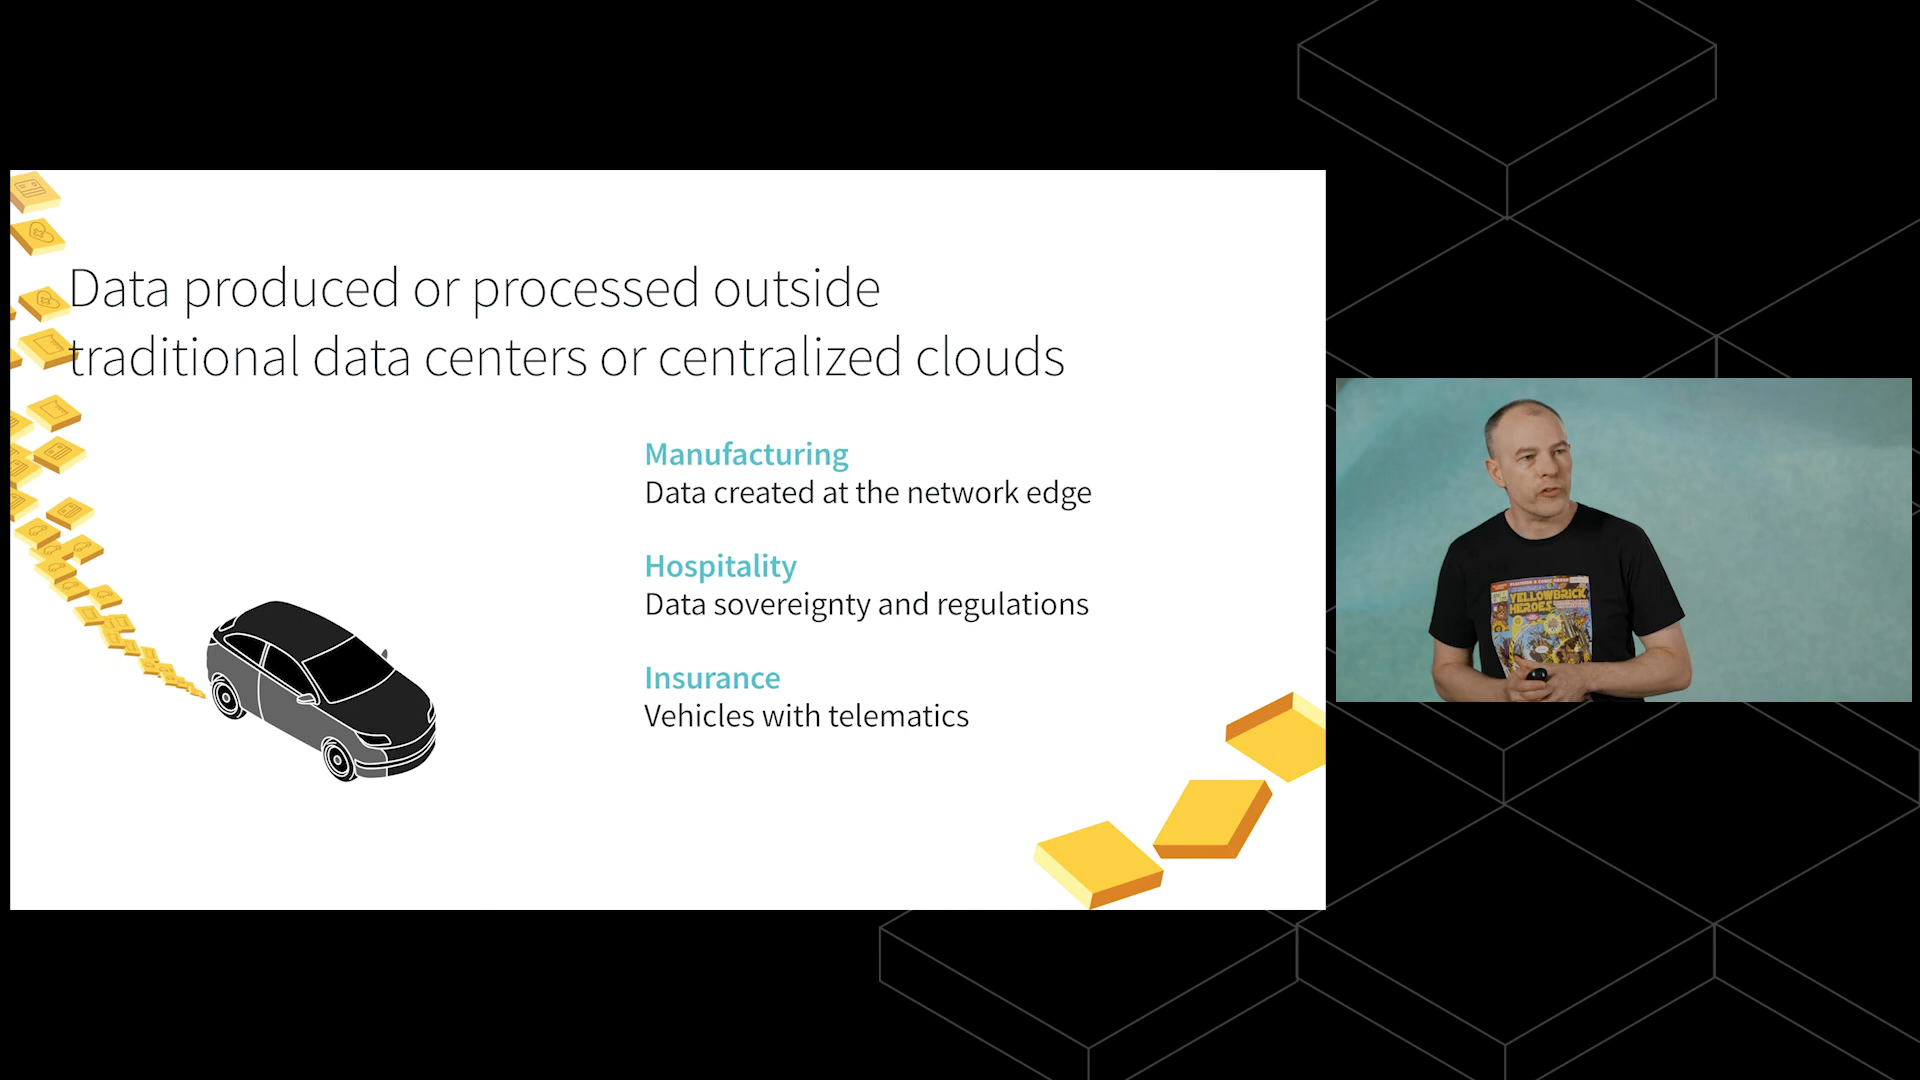 Data produced or processed outside
traditional data centers or centralized clouds
Manufacturing
Data created at the network edge
Hospitality
Data sovereignty and regulations
Insurance
Vehicles with telematics
YELLOWBRICK
HEROES